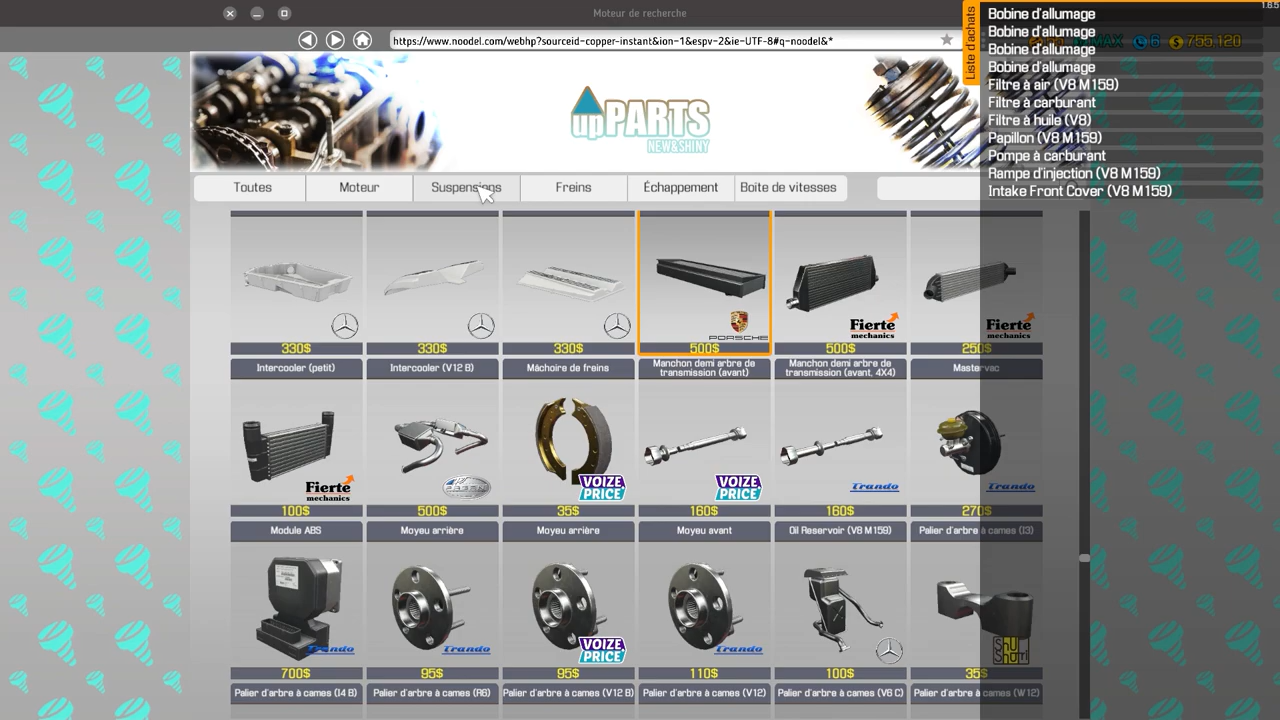 Moteur de recherche
1.6.5
https://www.noodel.com/webhp?sourceid-copper-instant&ion-1&espv-2&ie-UTF-8#q-noodel&*
MAX 6 755,120
Liste d'achats
Bobine d'allumage
Bobine d'allumage
Bobine d'allumage
Bobine d'allumage
Filtre à air (V8 M159)
Filtre à carburant
Filtre à huile (V8)
Papillon (V8 M159)
Pompe à carburant
Rampe d'injection (V8 M159)
Intake Front Cover (V8 M159)
upPARTS
NEW&SHINY
Toutes Moteur Suspensions Freins Échappement Boite de vitesses
PORSCHE Fierte mechanics Fierte mechanics
330$ 330$ 330$ 500$ 500$ 250$
Intercooler (petit) Intercooler (V12 B) Mâchoire de freins Manchon demi arbre de transmission (avant) Manchon demi arbre de transmission (avant, 4X4) Mastervac
Fierte mechanics VOIZE PRICE VOIZE PRICE Trando Trando
100$ 500$ 35$ 160$ 160$ 270$
Module ABS Moyeu arrière Moyeu arrière Moyeu avant Oil Reservoir (V8 M159) Palier d'arbre à cames (I3)
Trando Trando VOIZE PRICE Trando
700$ 95$ 95$ 110$ 100$ 35$
Palier d'arbre à cames (I4 B) Palier d'arbre à cames (R6) Palier d'arbre à cames (V12 B) Palier d'arbre à cames (V12) Palier d'arbre à cames (V6 C) Palier d'arbre à cames (W12)